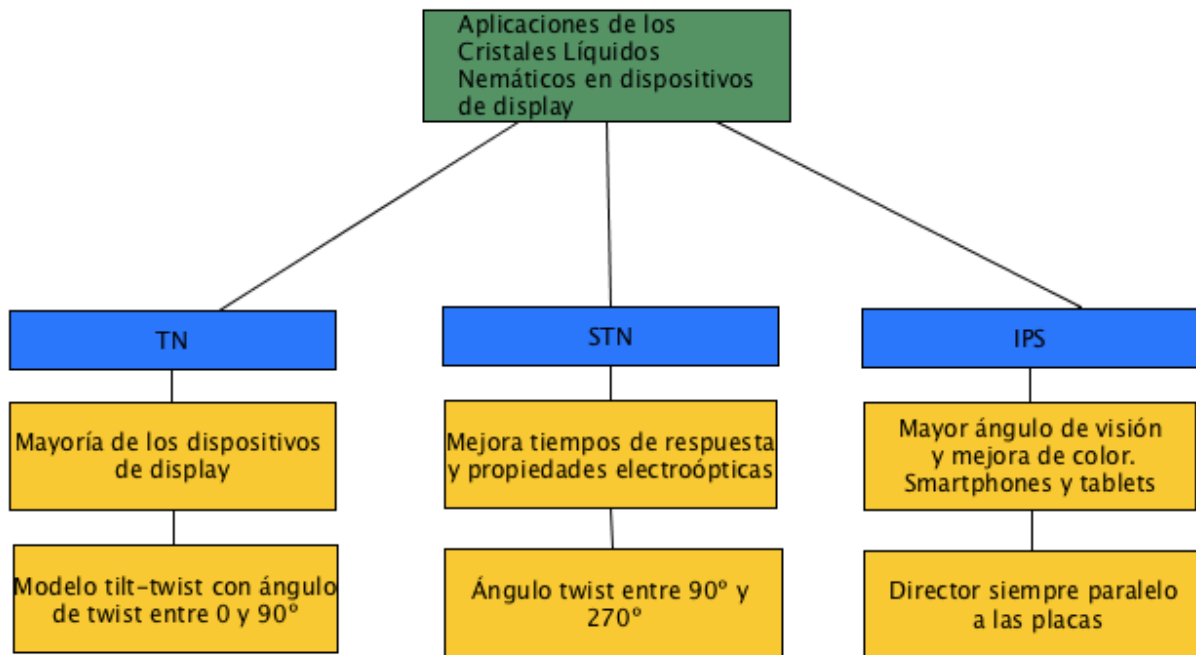 Aplicaciones de los
Cristales Líquidos
Nemáticos en dispositivos
de display
TN
STN
IPS
Mayoría de los dispositivos
de display
Mejora tiempos de respuesta
y propiedades electroópticas
Mayor ángulo de visión
y mejora de color.
Smartphones y tablets
Modelo tilt-twist con ángulo
de twist entre 0 y 90º
Ángulo twist entre 90º y
270º
Director siempre paralelo
a las placas